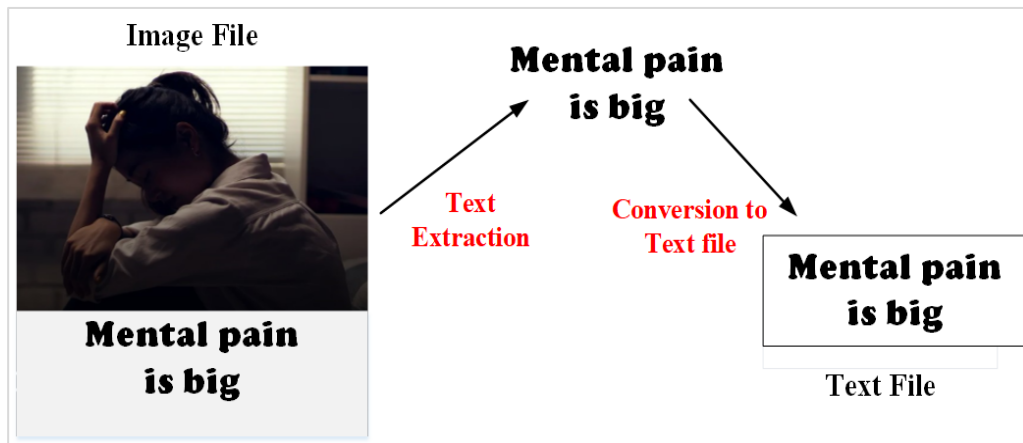 Image File
Mental pain
is big
Text
Extraction
Mental pain
is big
Conversion to
Text file
Mental pain
is big
Text File